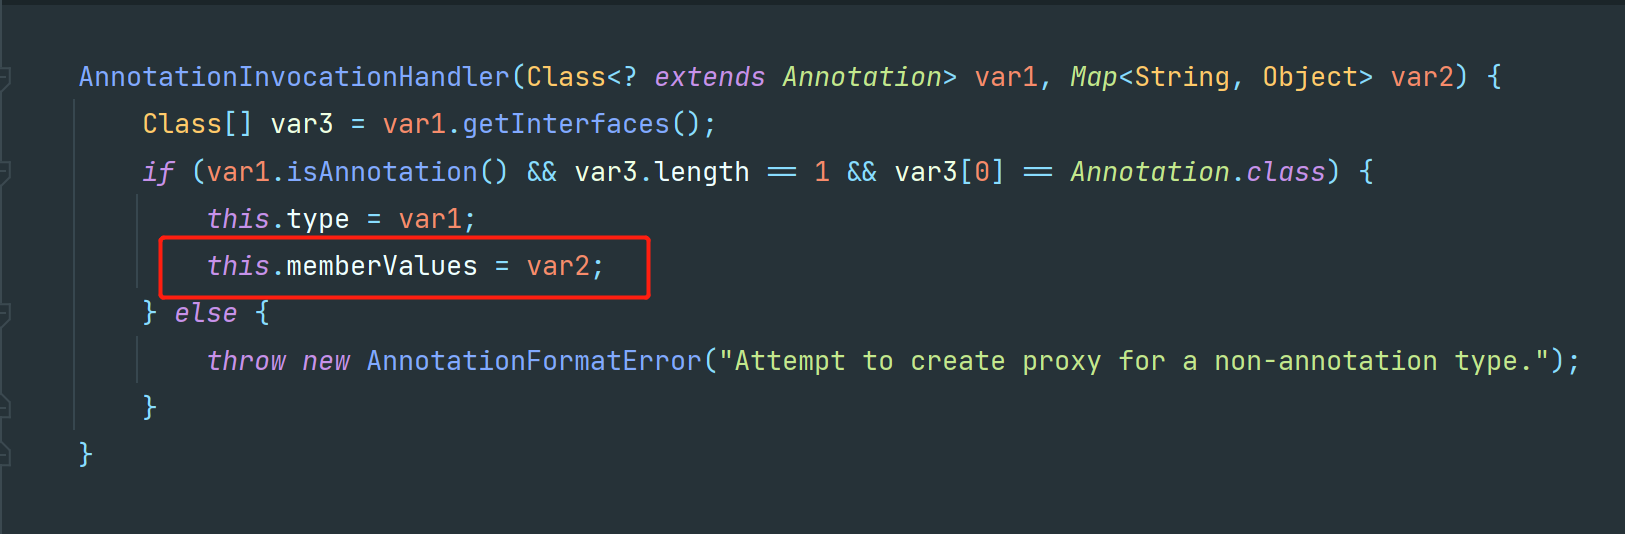 AnnotationInvocationHandler(Class<? extends Annotation> var1, Map<String, Object> var2) {
Class[] var3 = var1.getInterfaces();
if (var1.isAnnotation() && var3.length == 1 && var3[0] == Annotation.class) {
this.type = var1;
this.memberValues = var2;
} else {
throw new AnnotationFormatError("Attempt to create proxy for a non-annotation type.");
}
}